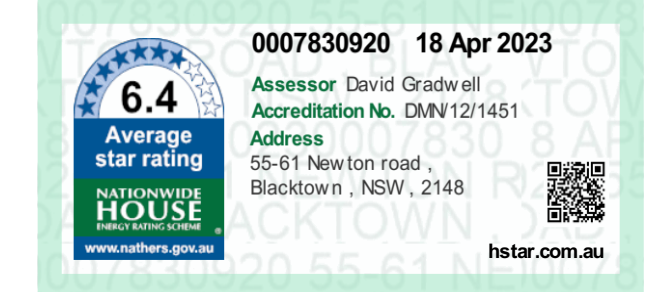 0007830920 18 Apr 2023
6.4
Average
star rating
NATIONWIDE
HOUSE
ENERGY RATING SCHEME
www.nathers.gov.au
Assessor David Gradwell
Accreditation No. DMN/12/1451
Address
55-61 Newton road ,
Blacktown , NSW , 2148
hstar.com.au